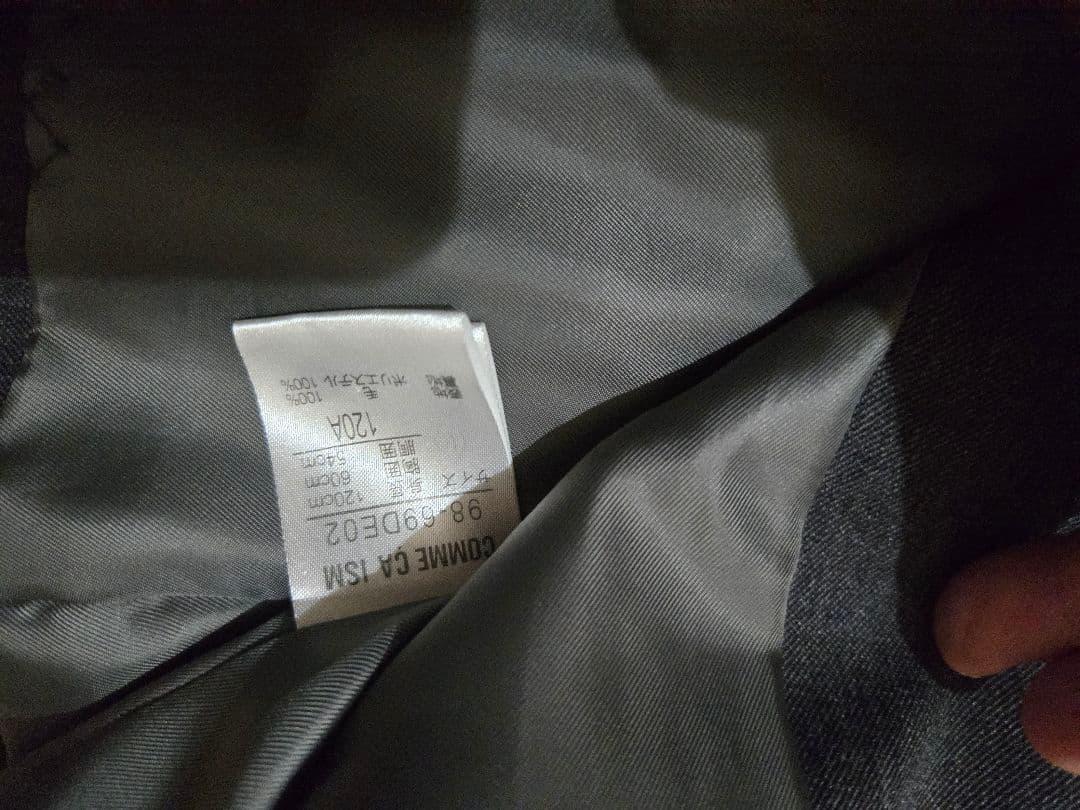 COMME ÇA ISM
98-69DE02
サイズ
身長 120cm
胸囲 60cm
胴囲 54cm
120A
表地 毛 100%
裏地 ポリエステル 100%